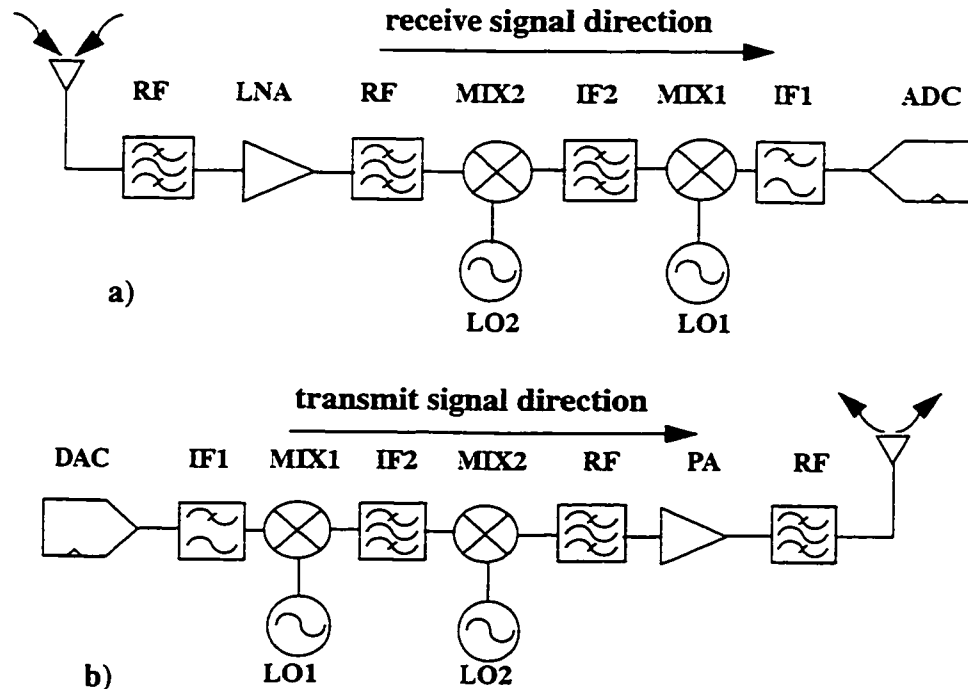 receive signal direction
RF LNA RF MIX2 IF2 MIX1 IF1 ADC
LO2 LO1
a)
transmit signal direction
DAC IF1 MIX1 IF2 MIX2 RF PA RF
LO1 LO2
b)